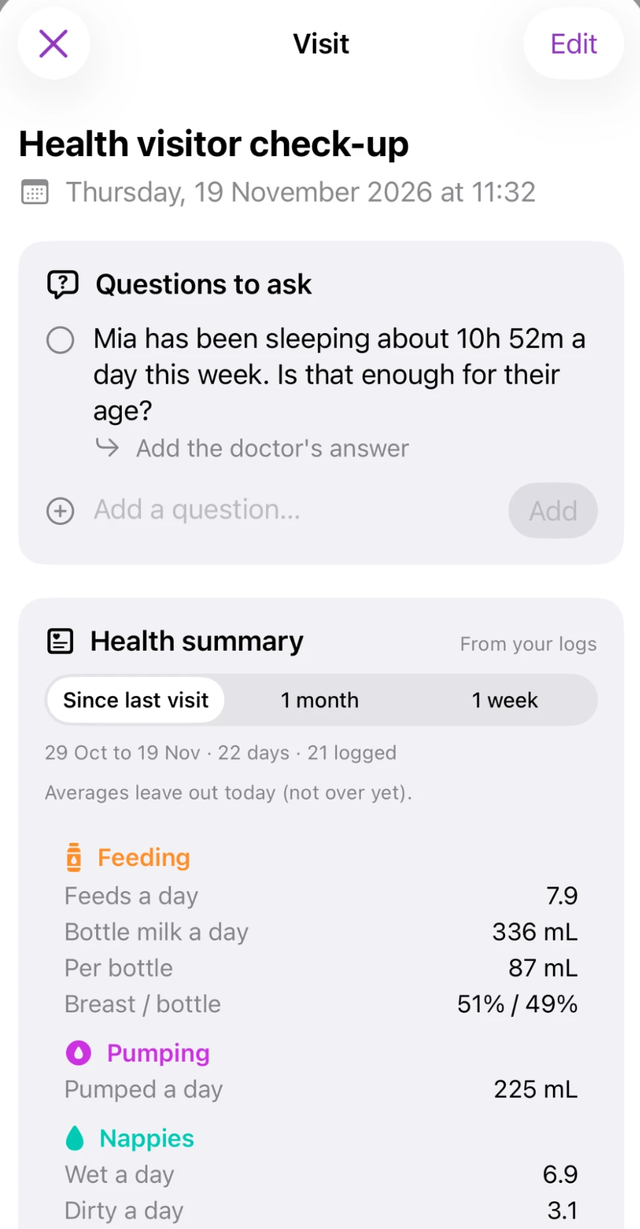 Visit
Edit
Health visitor check-up
Thursday, 19 November 2026 at 11:32
Questions to ask
Mia has been sleeping about 10h 52m a
day this week. Is that enough for their
age?
Add the doctor's answer
Add a question...
Add
Health summary
From your logs
Since last visit
1 month
1 week
29 Oct to 19 Nov · 22 days · 21 logged
Averages leave out today (not over yet).
Feeding
Feeds a day 7.9
Bottle milk a day 336 mL
Per bottle 87 mL
Breast / bottle 51% / 49%
Pumping
Pumped a day 225 mL
Nappies
Wet a day 6.9
Dirty a day 3.1